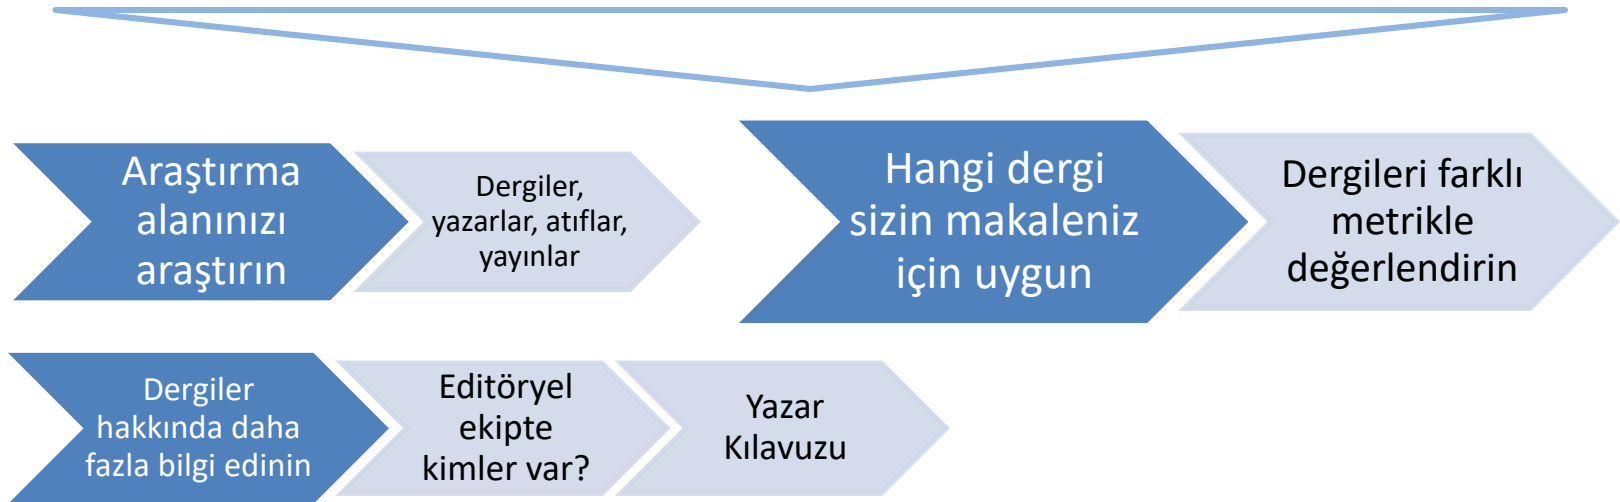 Araştırma
alanınızı
araştırın
Dergiler,
yazarlar, atıflar,
yayınlar
Hangi dergi
sizin makaleniz
için uygun
Dergileri farklı
metrikle
değerlendirin
Dergiler
hakkında daha
fazla bilgi edinin
Editöryel
ekipte
kimler var?
Yazar
Kılavuzu